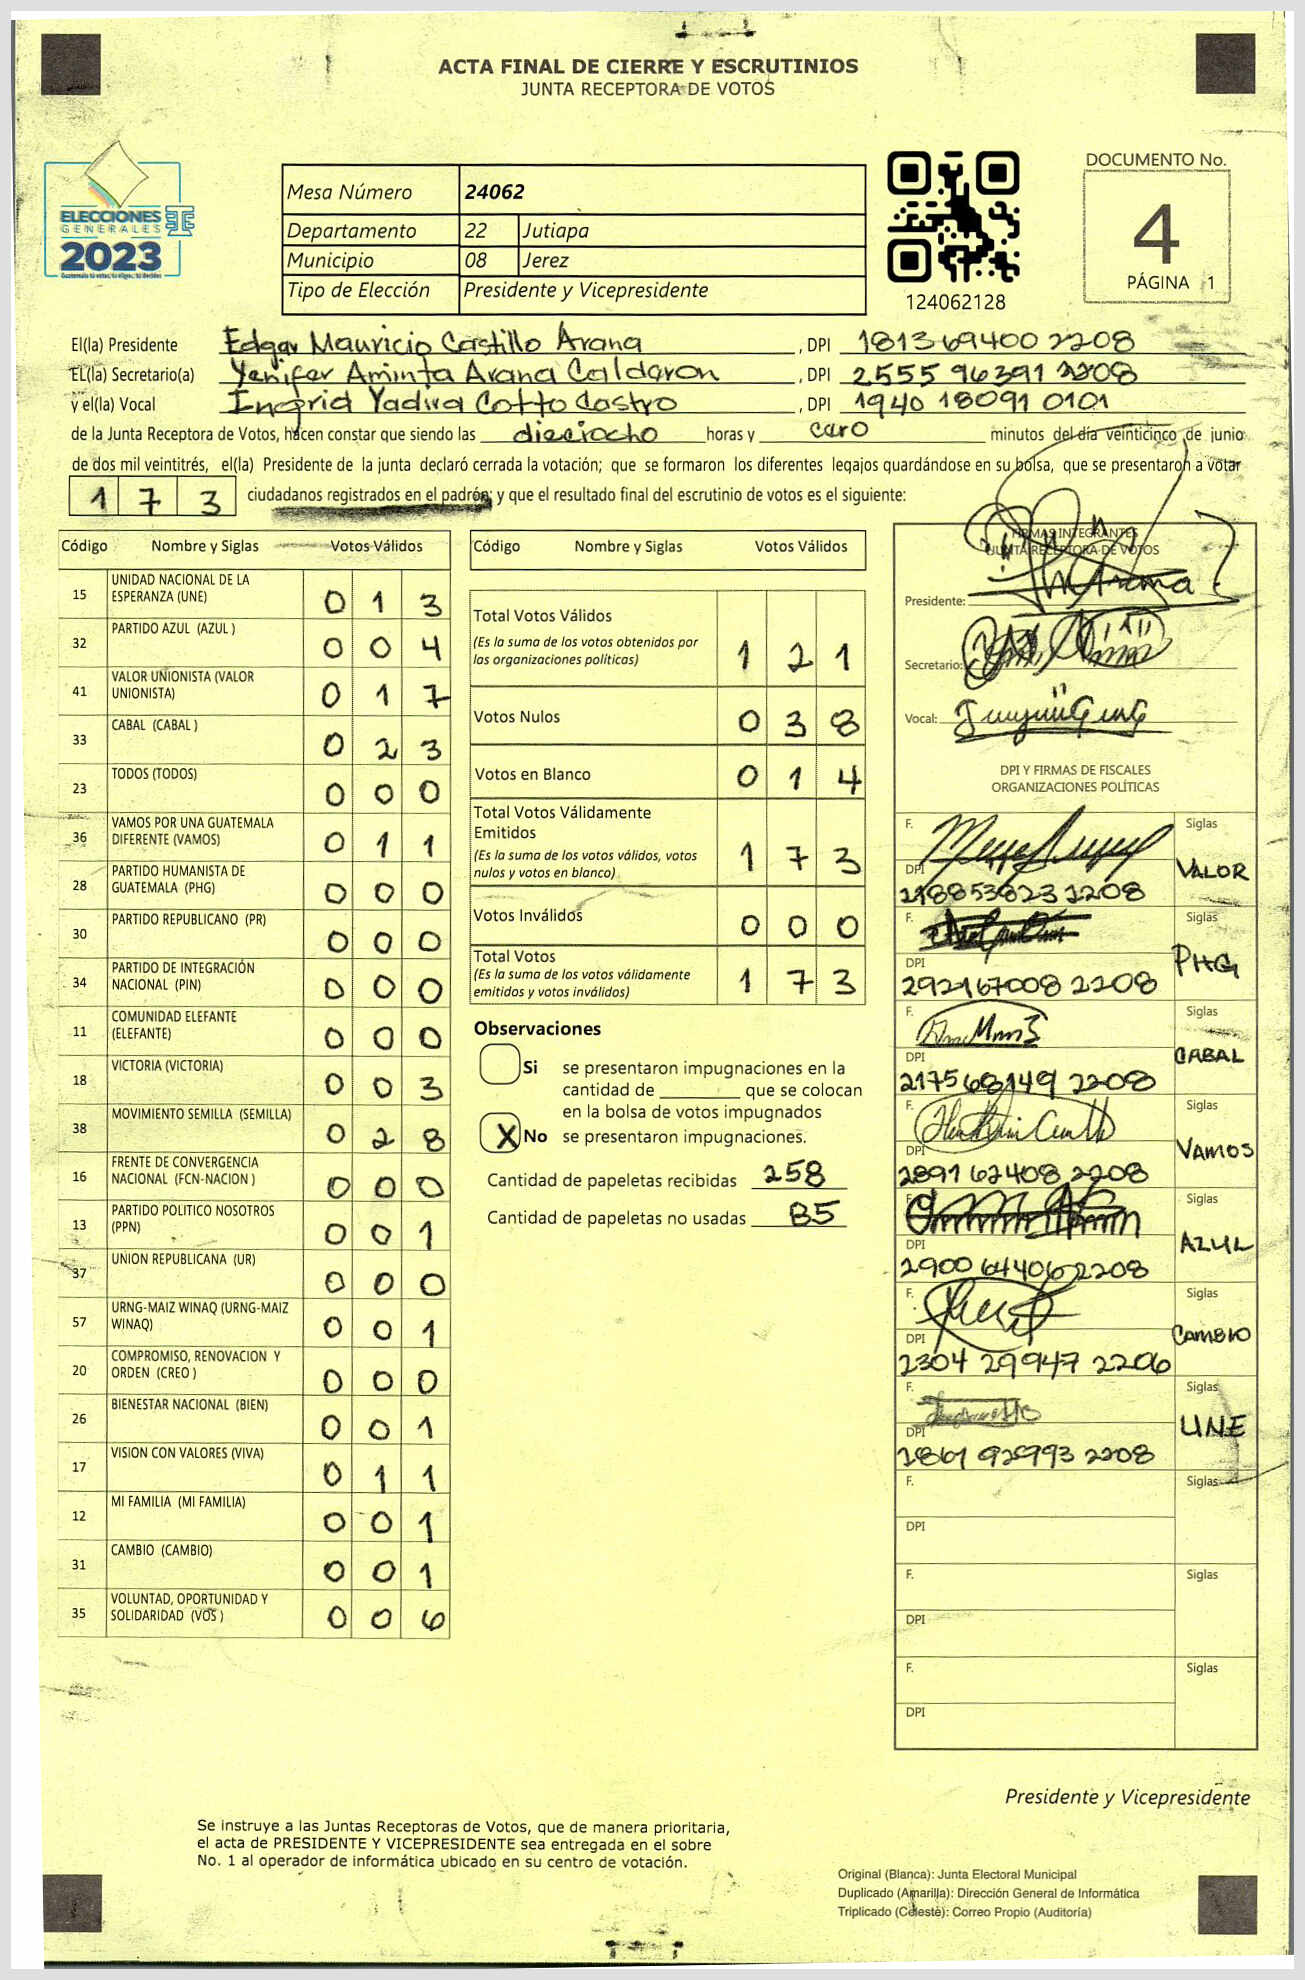 ACTA FINAL DE CIERRE Y ESCRUTINIOS
JUNTA RECEPTORA DE VOTOS
ELECCIONES
GENERALES
2023
Mesa Número 24062
Departamento 22 Jutiapa
Municipio 08 Jerez
Tipo de Elección Presidente y Vicepresidente
124062128
DOCUMENTO No.
4
PÁGINA 1
El(la) Presidente Edgar Mauricio Castillo Arana , DPI 181369400 2208
EL(la) Secretario(a) Yenifer Aminta Arana Calderon , DPI 2555 96391 2208
y el(la) Vocal Ingrid Yadira Cotto Castro , DPI 1940 18091 0101
de la Junta Receptora de Votos, hacen constar que siendo las dieciocho horas y cero minutos del día veinticinco de junio
de dos mil veintitrés, el(la) Presidente de la junta declaró cerrada la votación; que se formaron los diferentes legajos guardándose en su bolsa, que se presentaron a votar
173 ciudadanos registrados en el padrón; y que el resultado final del escrutinio de votos es el siguiente:
Código Nombre y Siglas Votos Válidos
15 UNIDAD NACIONAL DE LA ESPERANZA (UNE) 0 1 3
32 PARTIDO AZUL (AZUL ) 0 0 4
41 VALOR UNIONISTA (VALOR UNIONISTA) 0 1 7
33 CABAL (CABAL ) 0 2 3
23 TODOS (TODOS) 0 0 0
36 VAMOS POR UNA GUATEMALA DIFERENTE (VAMOS) 0 1 1
28 PARTIDO HUMANISTA DE GUATEMALA (PHG) 0 0 0
30 PARTIDO REPUBLICANO (PR) 0 0 0
34 PARTIDO DE INTEGRACIÓN NACIONAL (PIN) 0 0 0
11 COMUNIDAD ELEFANTE (ELEFANTE) 0 0 0
18 VICTORIA (VICTORIA) 0 0 3
38 MOVIMIENTO SEMILLA (SEMILLA) 0 2 8
16 FRENTE DE CONVERGENCIA NACIONAL (FCN-NACION ) 0 0 0
13 PARTIDO POLITICO NOSOTROS (PPN) 0 0 1
37 UNION REPUBLICANA (UR) 0 0 0
57 URNG-MAIZ WINAQ (URNG-MAIZ WINAQ) 0 0 1
20 COMPROMISO, RENOVACION Y ORDEN (CREO ) 0 0 0
26 BIENESTAR NACIONAL (BIEN) 0 0 1
17 VISION CON VALORES (VIVA) 0 1 1
12 MI FAMILIA (MI FAMILIA) 0 0 1
31 CAMBIO (CAMBIO) 0 0 1
35 VOLUNTAD, OPORTUNIDAD Y SOLIDARIDAD (VOS ) 0 0 6
Código Nombre y Siglas Votos Válidos
Total Votos Válidos
(Es la suma de los votos obtenidos por
las organizaciones políticas) 1 2 1
Votos Nulos 0 3 8
Votos en Blanco 0 1 4
Total Votos Válidamente
Emitidos
(Es la suma de los votos válidos, votos
nulos y votos en blanco) 1 7 3
Votos Inválidos 0 0 0
Total Votos
(Es la suma de los votos válidamente
emitidos y votos inválidos) 1 7 3
Observaciones
Si se presentaron impugnaciones en la
cantidad de ________ que se colocan
en la bolsa de votos impugnados
X No se presentaron impugnaciones.
Cantidad de papeletas recibidas 258
Cantidad de papeletas no usadas 85
FIRMAS INTEGRANTES
JUNTA RECEPTORA DE VOTOS
Presidente:
Secretario:
Vocal:
DPI Y FIRMAS DE FISCALES
ORGANIZACIONES POLÍTICAS
F. Siglas
DPI VALOR
218853823 2208
F. Siglas
DPI PHG
292167008 2208
F. Siglas
DPI CABAL
217568149 2208
F. Siglas
DPI VAMOS
2891 62408 2208
F. Siglas
DPI AZUL
2900 64406 2208
F. Siglas
DPI CAMBIO
2304 29947 2206
F. Siglas
DPI UNE
1861 92993 2208
F. Siglas
DPI
F. Siglas
DPI
F. Siglas
DPI
Presidente y Vicepresidente
Se instruye a las Juntas Receptoras de Votos, que de manera prioritaria,
el acta de PRESIDENTE Y VICEPRESIDENTE sea entregada en el sobre
No. 1 al operador de informática ubicado en su centro de votación.
Original (Blanca): Junta Electoral Municipal
Duplicado (Amarilla): Dirección General de Informática
Triplicado (Celeste): Correo Propio (Auditoría)